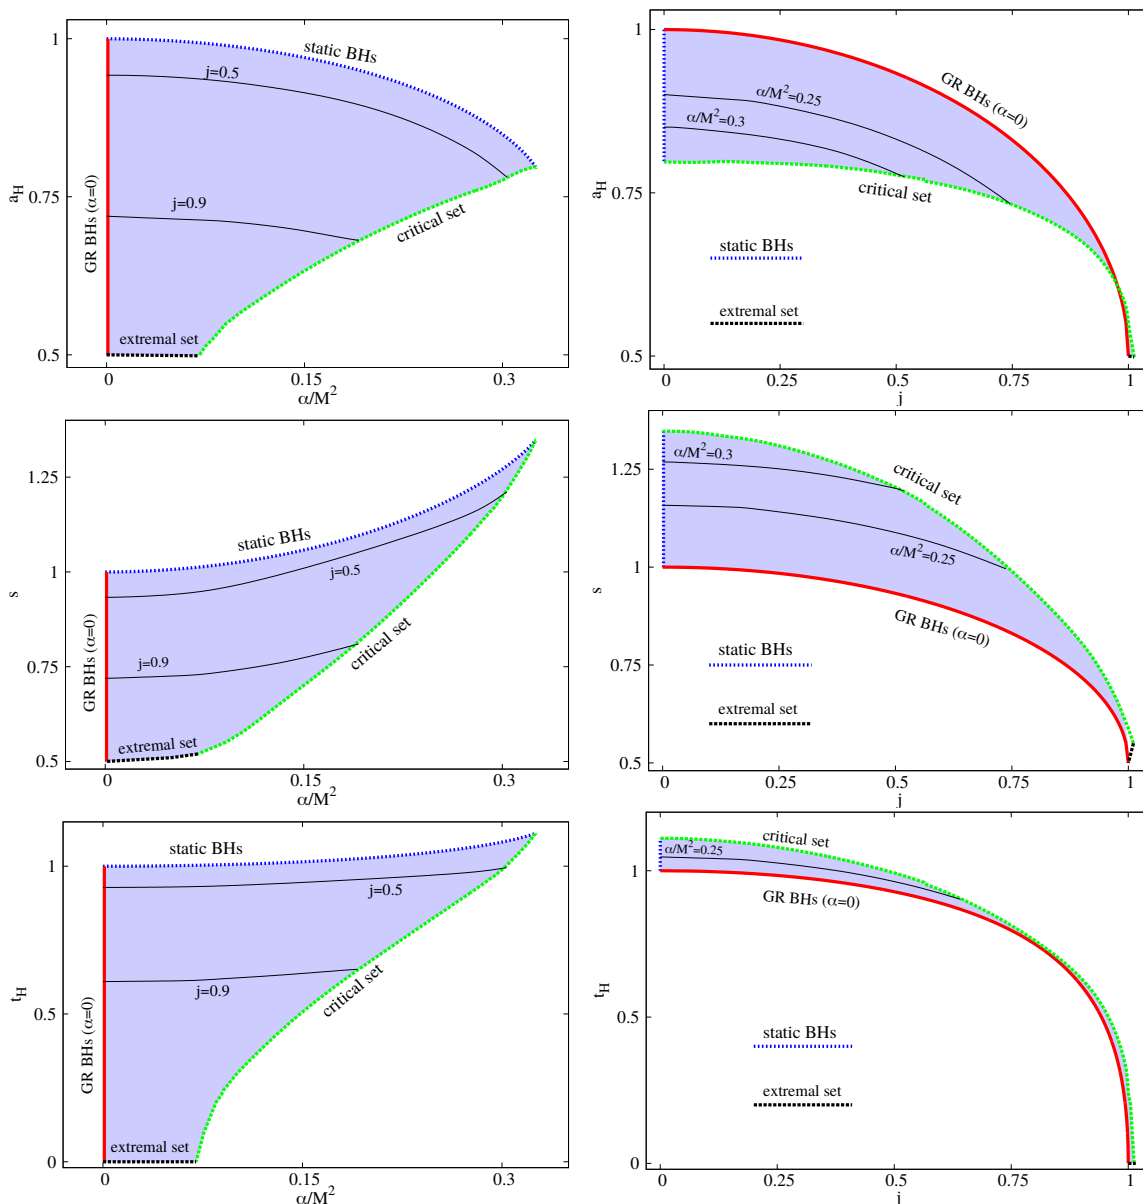 1
static BHs
j=0.5
0.75
a_H
GR BHs (α=0)
j=0.9
critical set
extremal set
0.5
0
0.15
0.3
α/M²
1
GR BHs (α=0)
α/M²=0.25
α/M²=0.3
0.75
a_H
critical set
static BHs
extremal set
0.5
0
0.25
0.5
0.75
1
j
1.25
static BHs
1
s
j=0.5
0.75
GR BHs (α=0)
j=0.9
critical set
extremal set
0.5
0
0.15
0.3
α/M²
α/M²=0.3
critical set
1.25
α/M²=0.25
1
s
GR BHs (α=0)
static BHs
0.75
extremal set
0.5
0
0.25
0.5
0.75
1
j
static BHs
1
j=0.5
t_H
GR BHs (α=0)
j=0.9
critical set
0.5
extremal set
0
0
0.15
0.3
α/M²
critical set
α/M²=0.25
1
GR BHs (α=0)
t_H
0.5
static BHs
extremal set
0
0
0.25
0.5
0.75
1
j